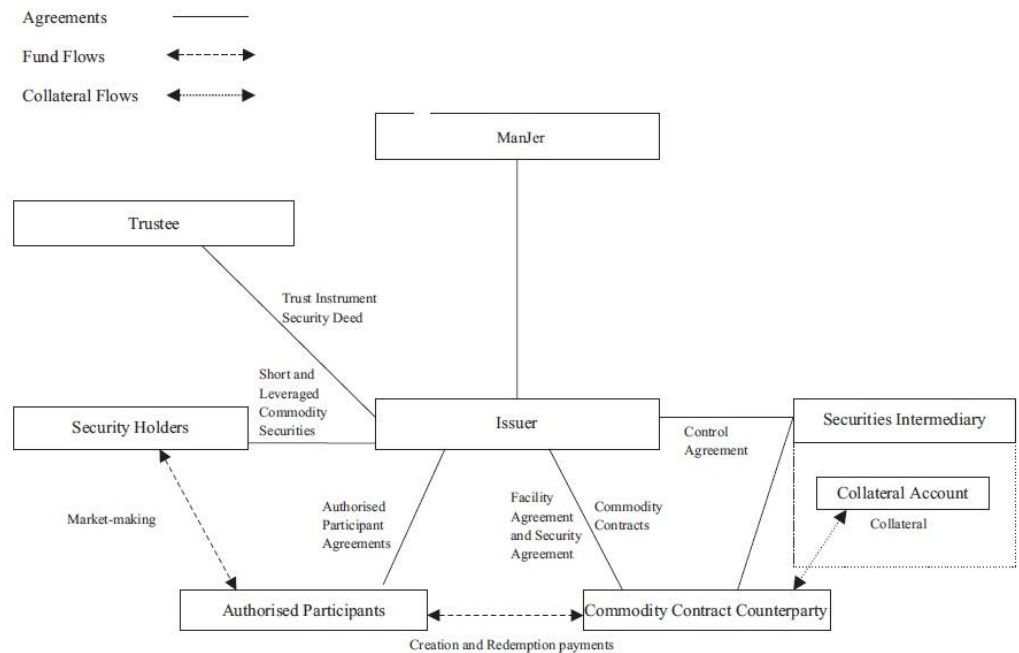 Agreements
Fund Flows
Collateral Flows
ManJer
Trustee
Trust Instrument
Security Deed
Short and
Leveraged
Commodity
Securities
Security Holders
Issuer
Securities Intermediary
Control
Agreement
Collateral Account
Collateral
Market-making
Authorised
Participant
Agreements
Facility
Agreement
and Security
Agreement
Commodity
Contracts
Authorised Participants
Commodity Contract Counterparty
Creation and Redemption payments